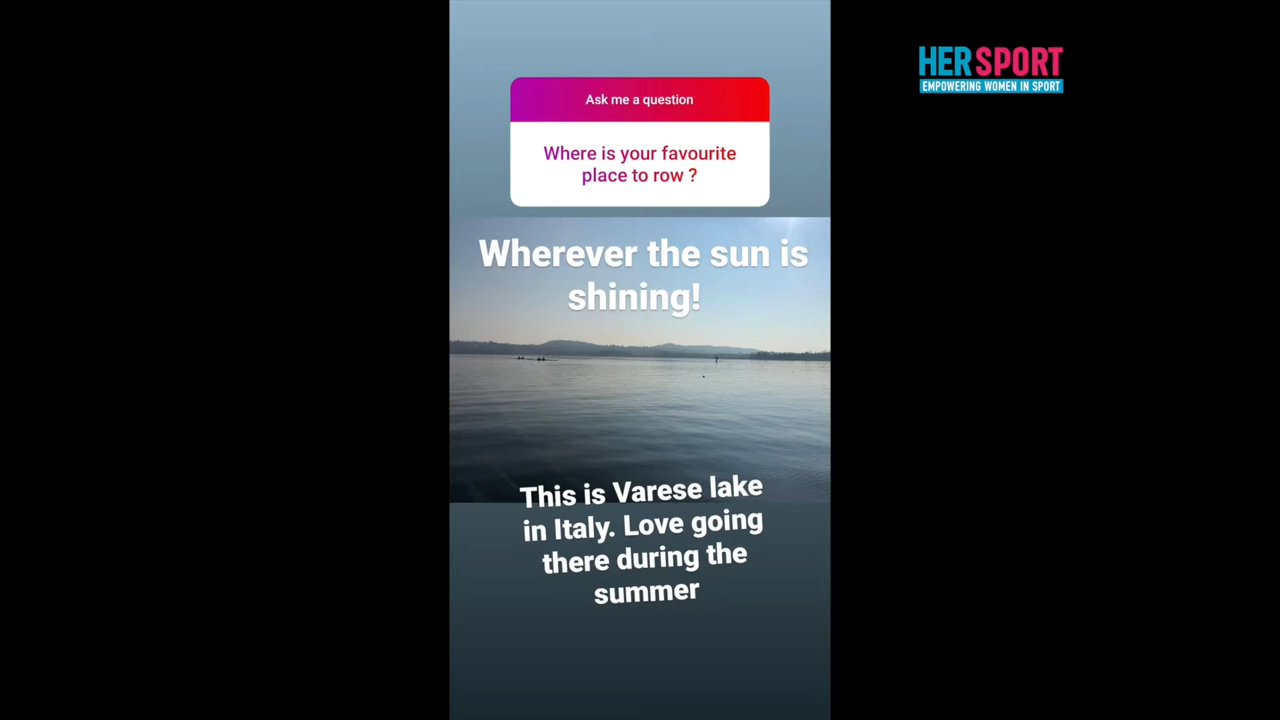 HER SPORT
EMPOWERING WOMEN IN SPORT
Ask me a question
Where is your favourite
place to row ?
Wherever the sun is
shining!
This is Varese lake
in Italy. Love going
there during the
summer